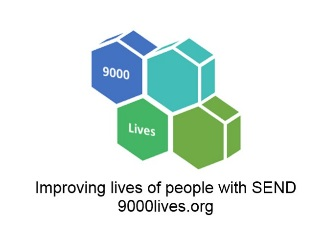 9000
Lives
Improving lives of people with SEND
9000lives.org